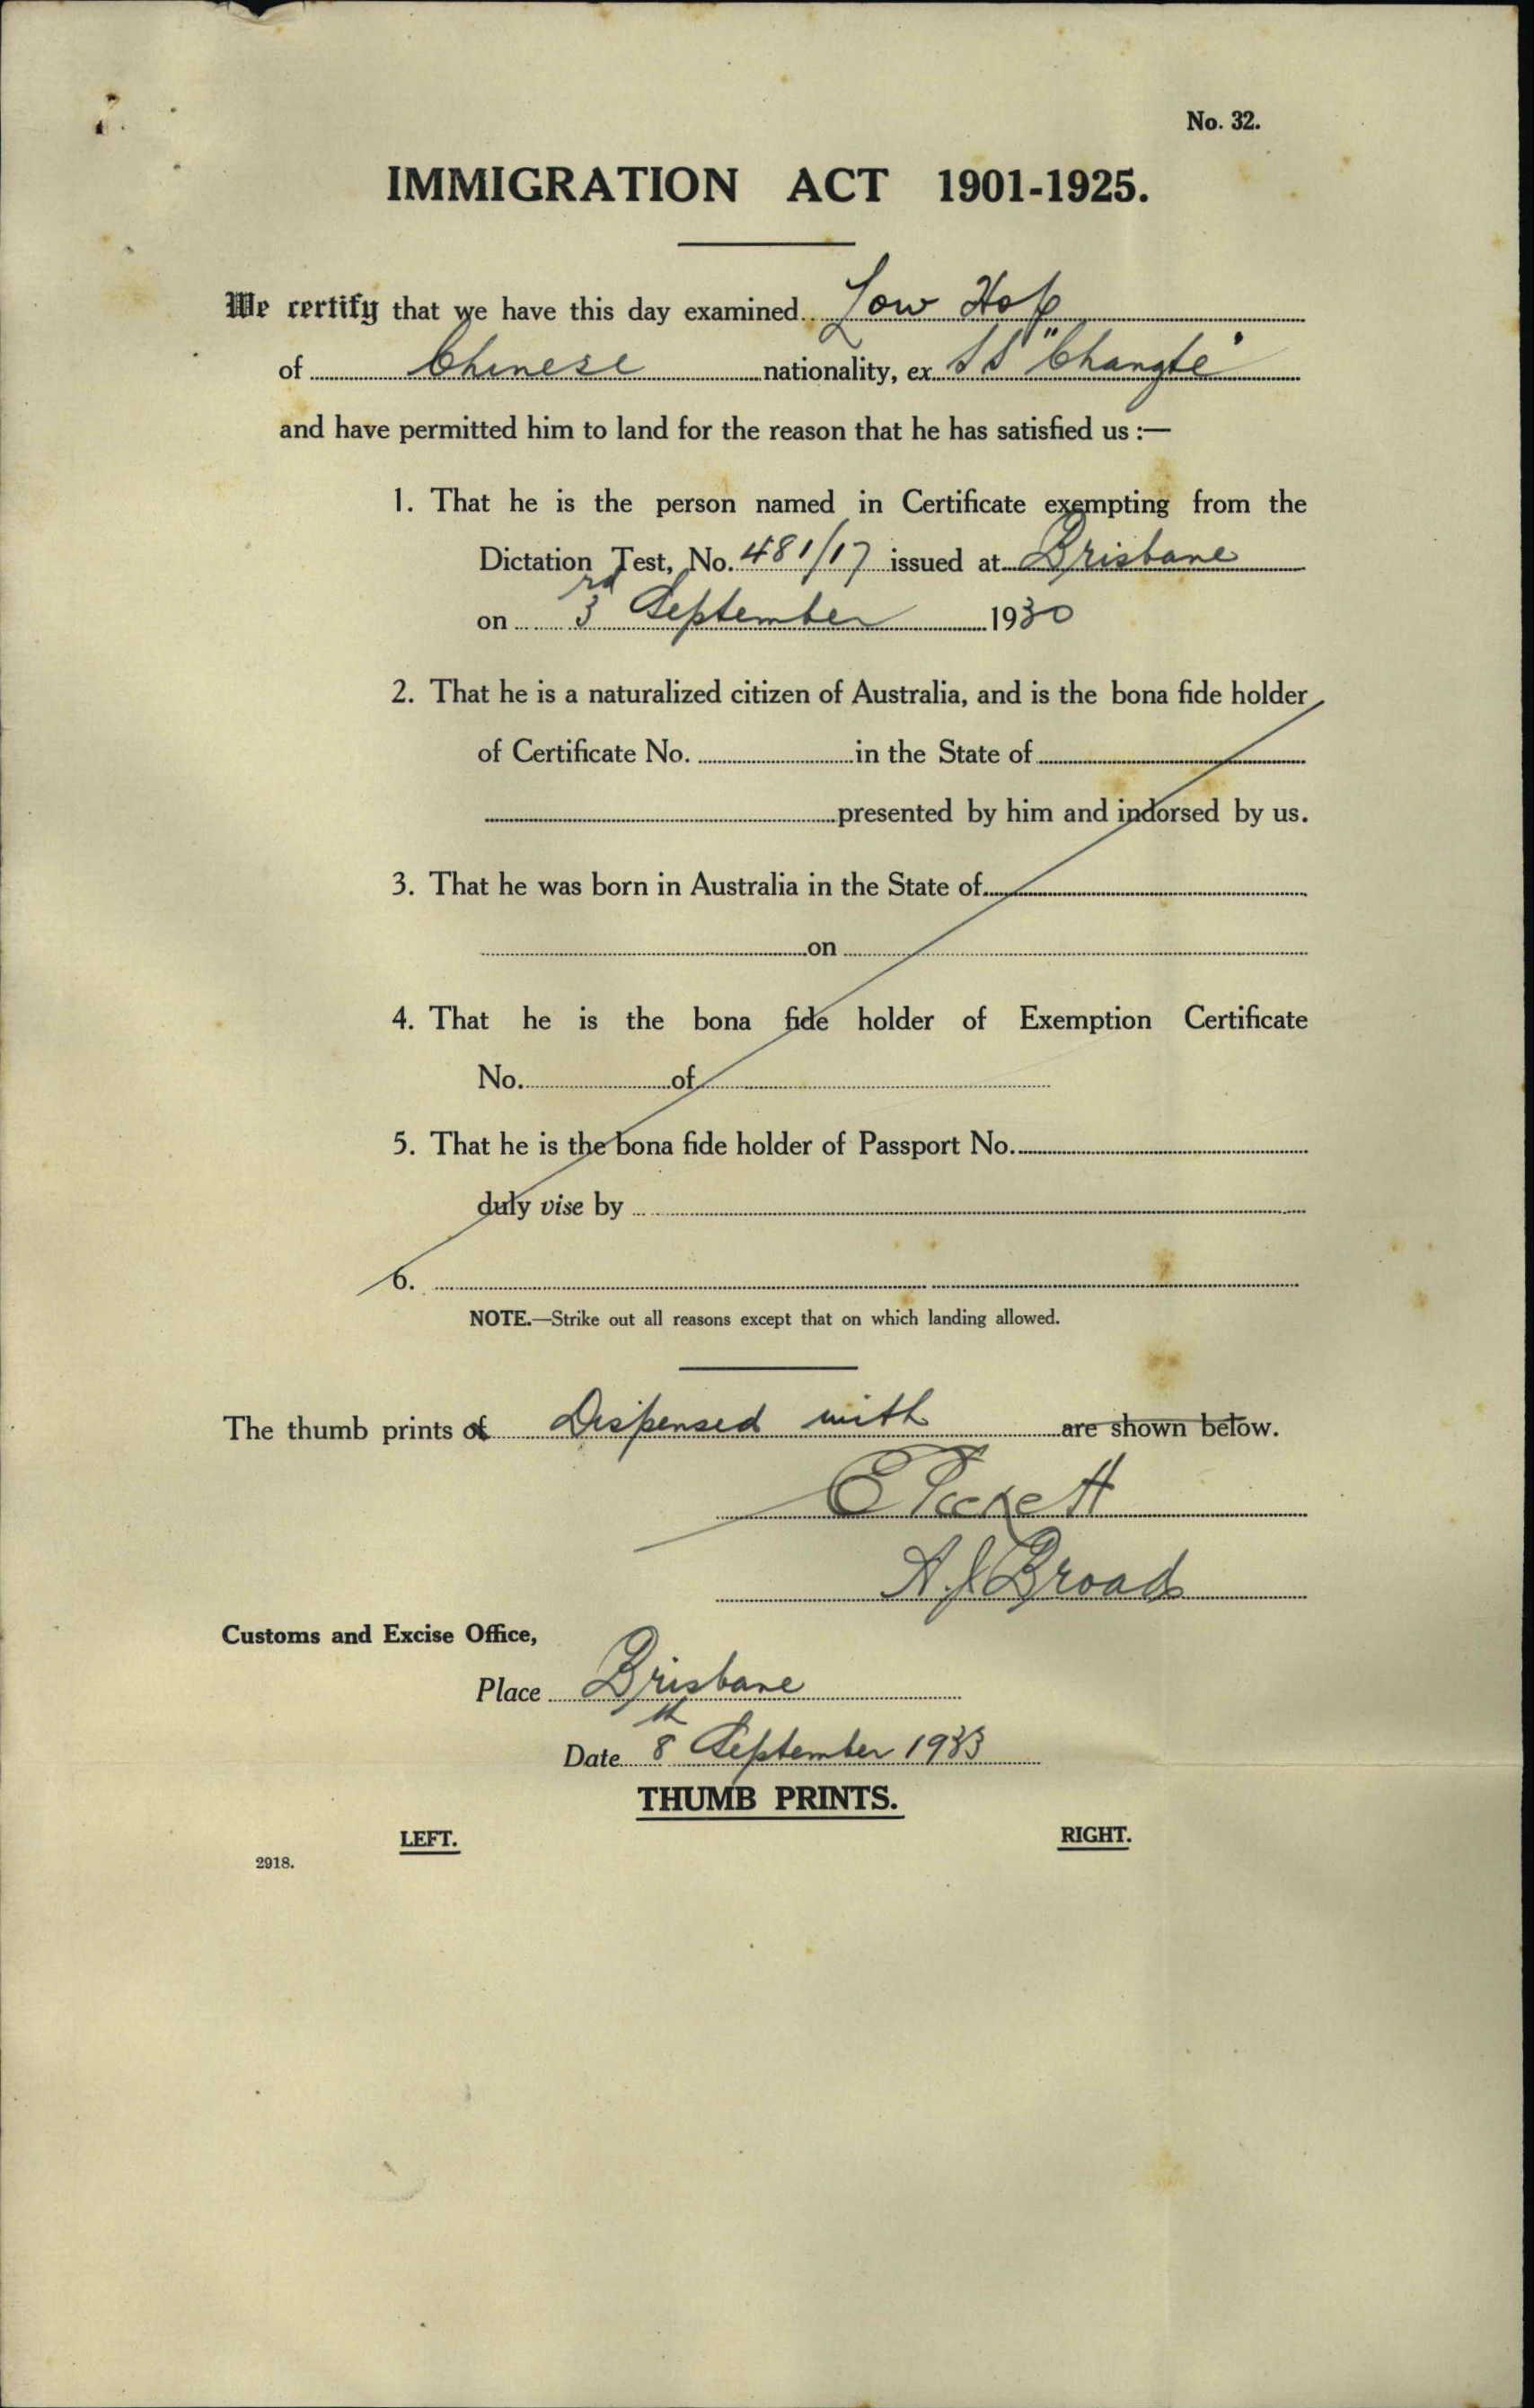 No. 32.
IMMIGRATION ACT 1901-1925.
We certify that we have this day examined Low Hop
of Chinese nationality, ex SS "Changte"
and have permitted him to land for the reason that he has satisfied us :—
1. That he is the person named in Certificate exempting from the
Dictation Test, No. 481/17 issued at Brisbane
on 3rd September 1930
2. That he is a naturalized citizen of Australia, and is the bona fide holder
of Certificate No. in the State of
presented by him and indorsed by us.
3. That he was born in Australia in the State of
on
4. That he is the bona fide holder of Exemption Certificate
No. of
5. That he is the bona fide holder of Passport No.
duly vise by
6.
NOTE.—Strike out all reasons except that on which landing allowed.
The thumb prints of Dispensed with are shown below.
E
A. J. Broad
Customs and Excise Office,
Place Brisbane
Date 8th September 1933
THUMB PRINTS.
LEFT. RIGHT.
2918.